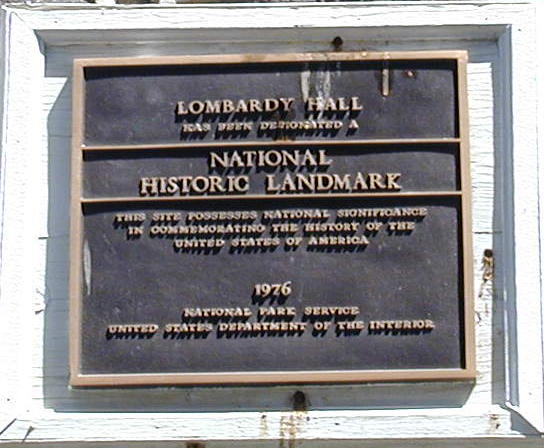 LOMBARDY HALL
HAS BEEN DESIGNATED A
NATIONAL
HISTORIC LANDMARK
THIS SITE POSSESSES NATIONAL SIGNIFICANCE
IN COMMEMORATING THE HISTORY OF THE
UNITED STATES OF AMERICA
1976
NATIONAL PARK SERVICE
UNITED STATES DEPARTMENT OF THE INTERIOR